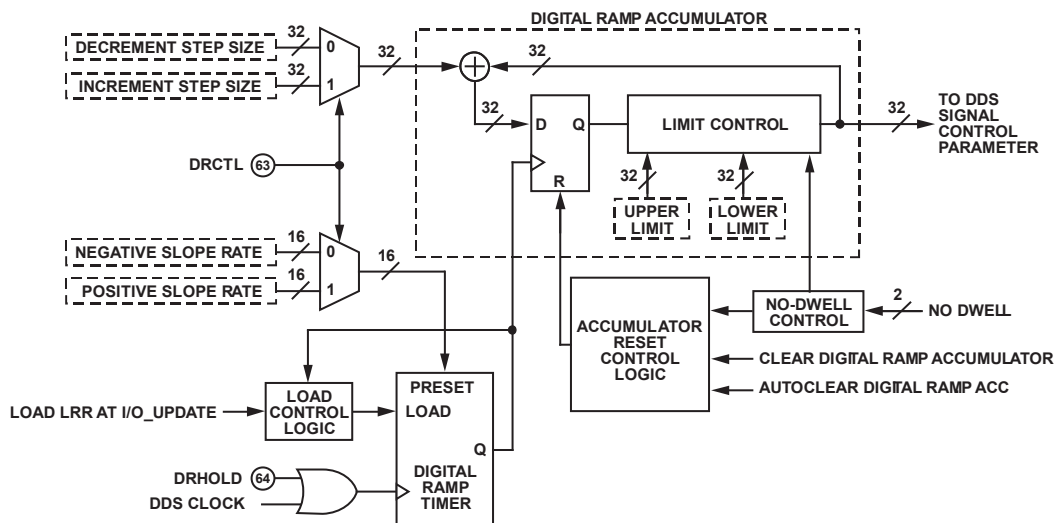 DIGITAL RAMP ACCUMULATOR
DECREMENT STEP SIZE
32
0
INCREMENT STEP SIZE
32
1
32
32
32
D
Q
R
LIMIT CONTROL
32
TO DDS
SIGNAL
CONTROL
PARAMETER
32
32
UPPER
LIMIT
LOWER
LIMIT
DRCTL
63
NEGATIVE SLOPE RATE
16
0
POSITIVE SLOPE RATE
16
1
16
ACCUMULATOR
RESET
CONTROL
LOGIC
NO-DWELL
CONTROL
2
NO DWELL
CLEAR DIGITAL RAMP ACCUMULATOR
AUTOCLEAR DIGITAL RAMP ACC
LOAD LRR AT I/O_UPDATE
LOAD
CONTROL
LOGIC
PRESET
LOAD
Q
DIGITAL
RAMP
TIMER
DRHOLD
64
DDS CLOCK